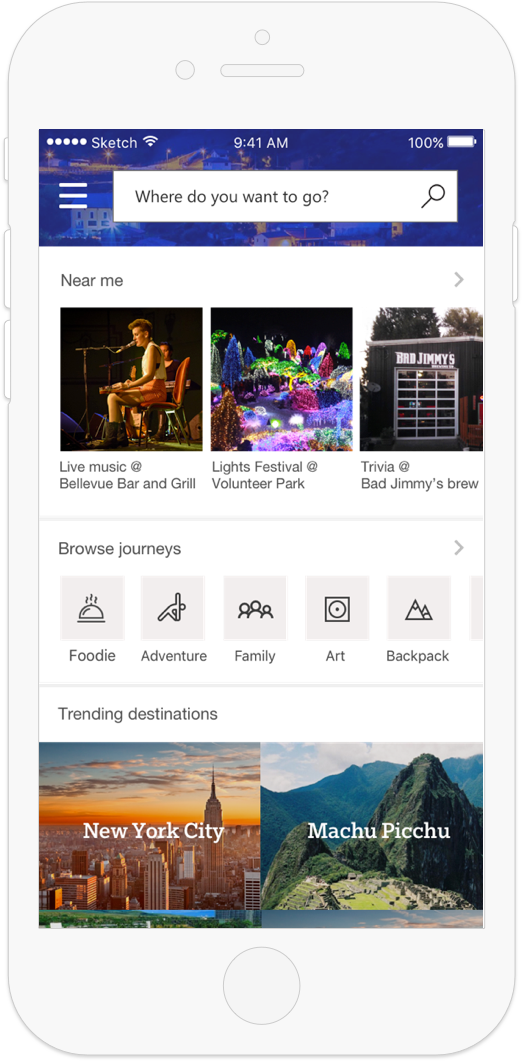 Sketch 9:41 AM 100%
Where do you want to go?
Near me
BAD JIMMY'S
Live music @
Bellevue Bar and Grill
Lights Festival @
Volunteer Park
Trivia @
Bad Jimmy's brew
Browse journeys
Foodie
Adventure
Family
Art
Backpack
Trending destinations
New York City
Machu Picchu